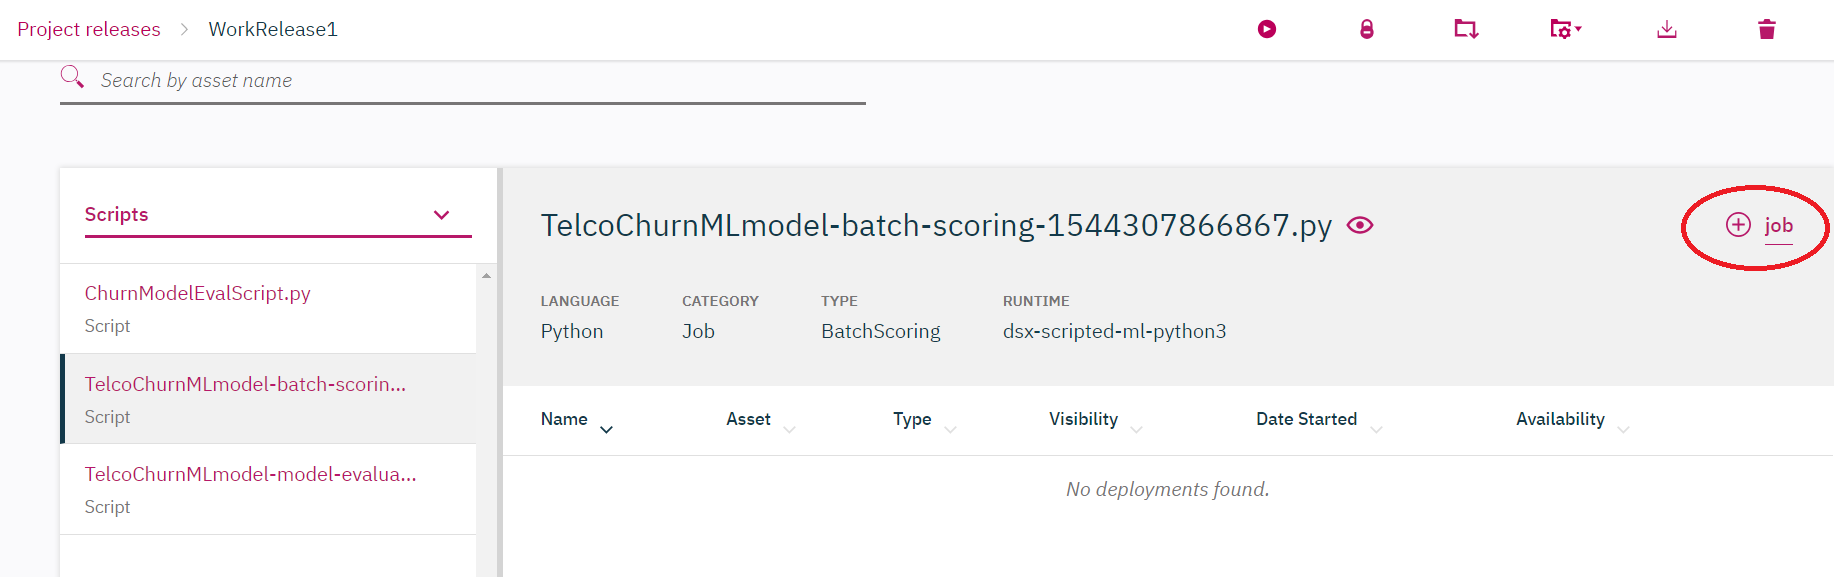 Project releases > WorkRelease1
Search by asset name
Scripts
ChurnModelEvalScript.py
Script
TelcoChurnMLmodel-batch-scorin...
Script
TelcoChurnMLmodel-model-evalua...
Script
TelcoChurnMLmodel-batch-scoring-1544307866867.py
job
LANGUAGE CATEGORY TYPE RUNTIME
Python Job BatchScoring dsx-scripted-ml-python3
Name Asset Type Visibility Date Started Availability
No deployments found.